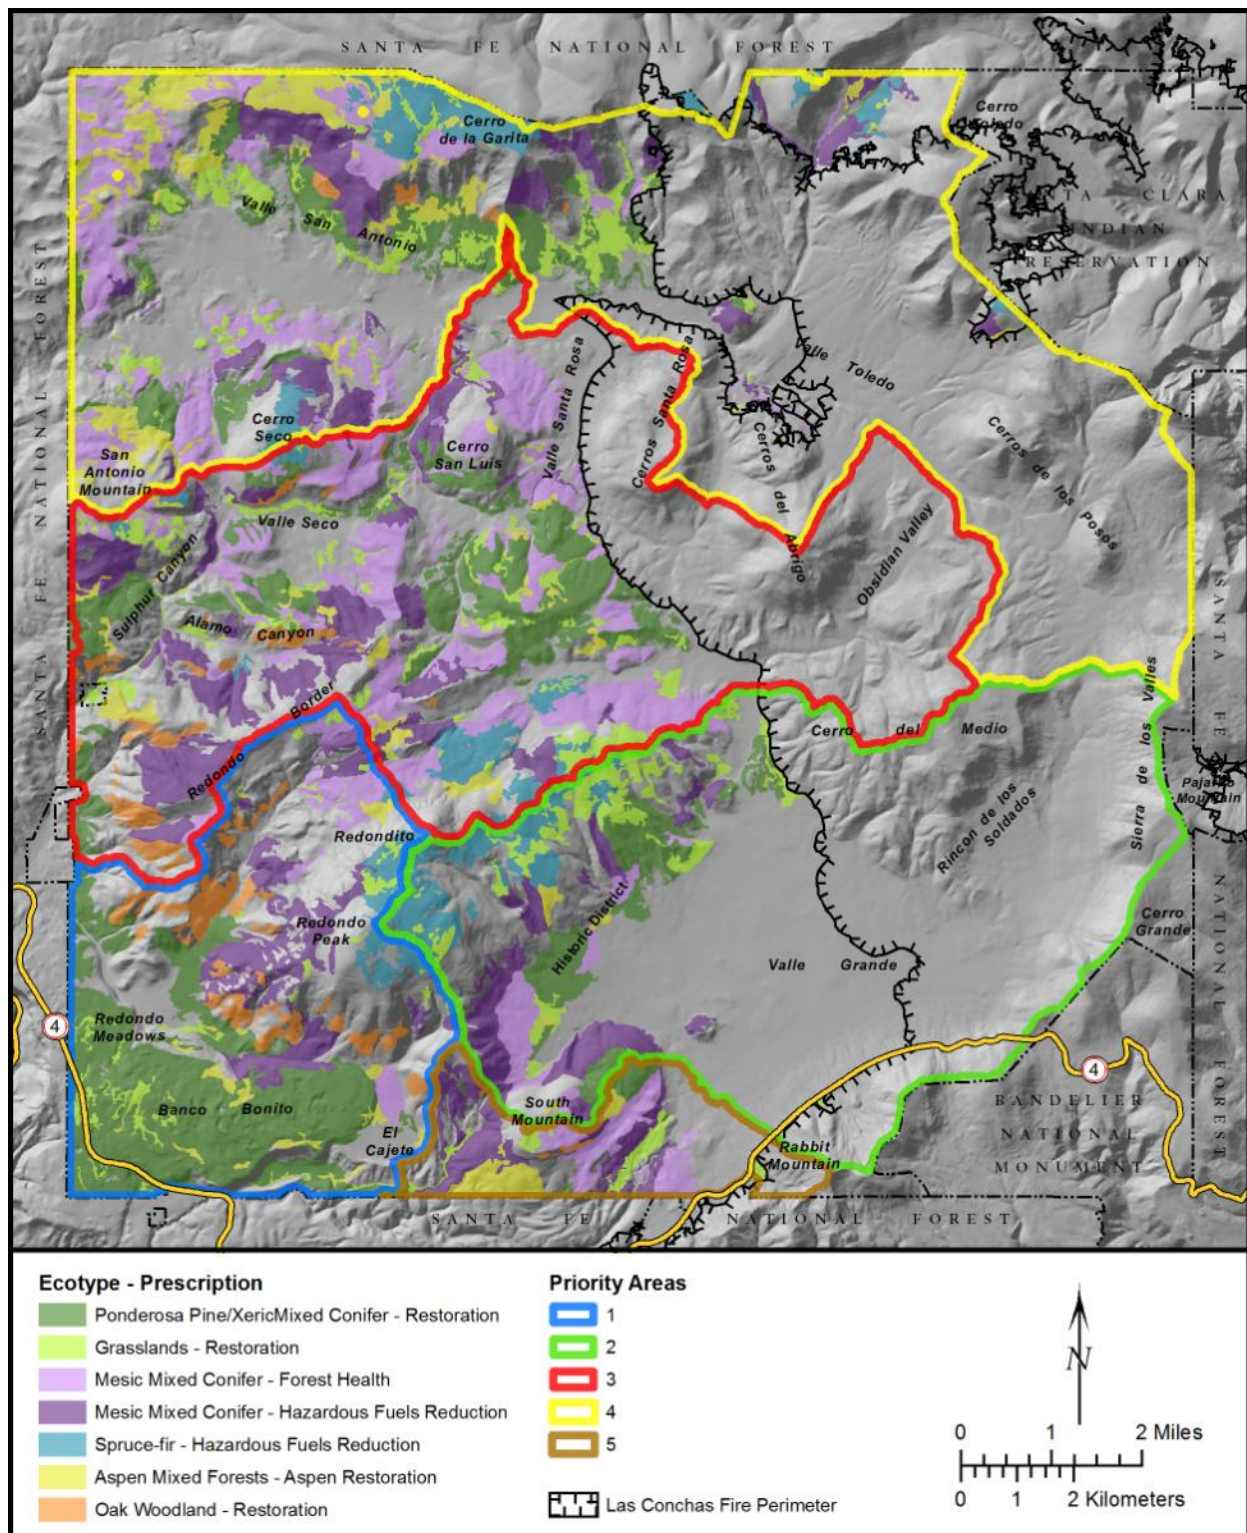 SANTA FE NATIONAL FOREST
Cerro
Toledo
Cerro
de la Garita
TA CLARA
INDIAN
RESERVATION
Valle San Antonio
SANTA FE NATIONAL FOREST
Valle Santa Rosa
Cerros Santa Rosa
Valle Toledo
Cerro
Seco
Cerro
San Luis
San
Antonio
Mountain
Cerros del Abrigo
Cerros de los Posos
Valle Seco
Obsidian Valley
Sulphur Canyon
Alamo Canyon
SANTA FE NATIONAL FOREST
Redondo Border
Cerro del Medio
Sierra de los Valles
Pajarito
Mountain
Rincon de los
Soldados
Redondito
Redondo
Peak
Historic District
Cerro
Grande
Valle Grande
4
Redondo
Meadows
4
Banco Bonito
South
Mountain
El
Cajete
Rabbit
Mountain
BANDELIER
NATIONAL
MONUMENT
SANTA FE NATIONAL FOREST
Ecotype - Prescription
Ponderosa Pine/XericMixed Conifer - Restoration
Grasslands - Restoration
Mesic Mixed Conifer - Forest Health
Mesic Mixed Conifer - Hazardous Fuels Reduction
Spruce-fir - Hazardous Fuels Reduction
Aspen Mixed Forests - Aspen Restoration
Oak Woodland - Restoration
Priority Areas
1
2
3
4
5
Las Conchas Fire Perimeter
N
0 1 2 Miles
0 1 2 Kilometers